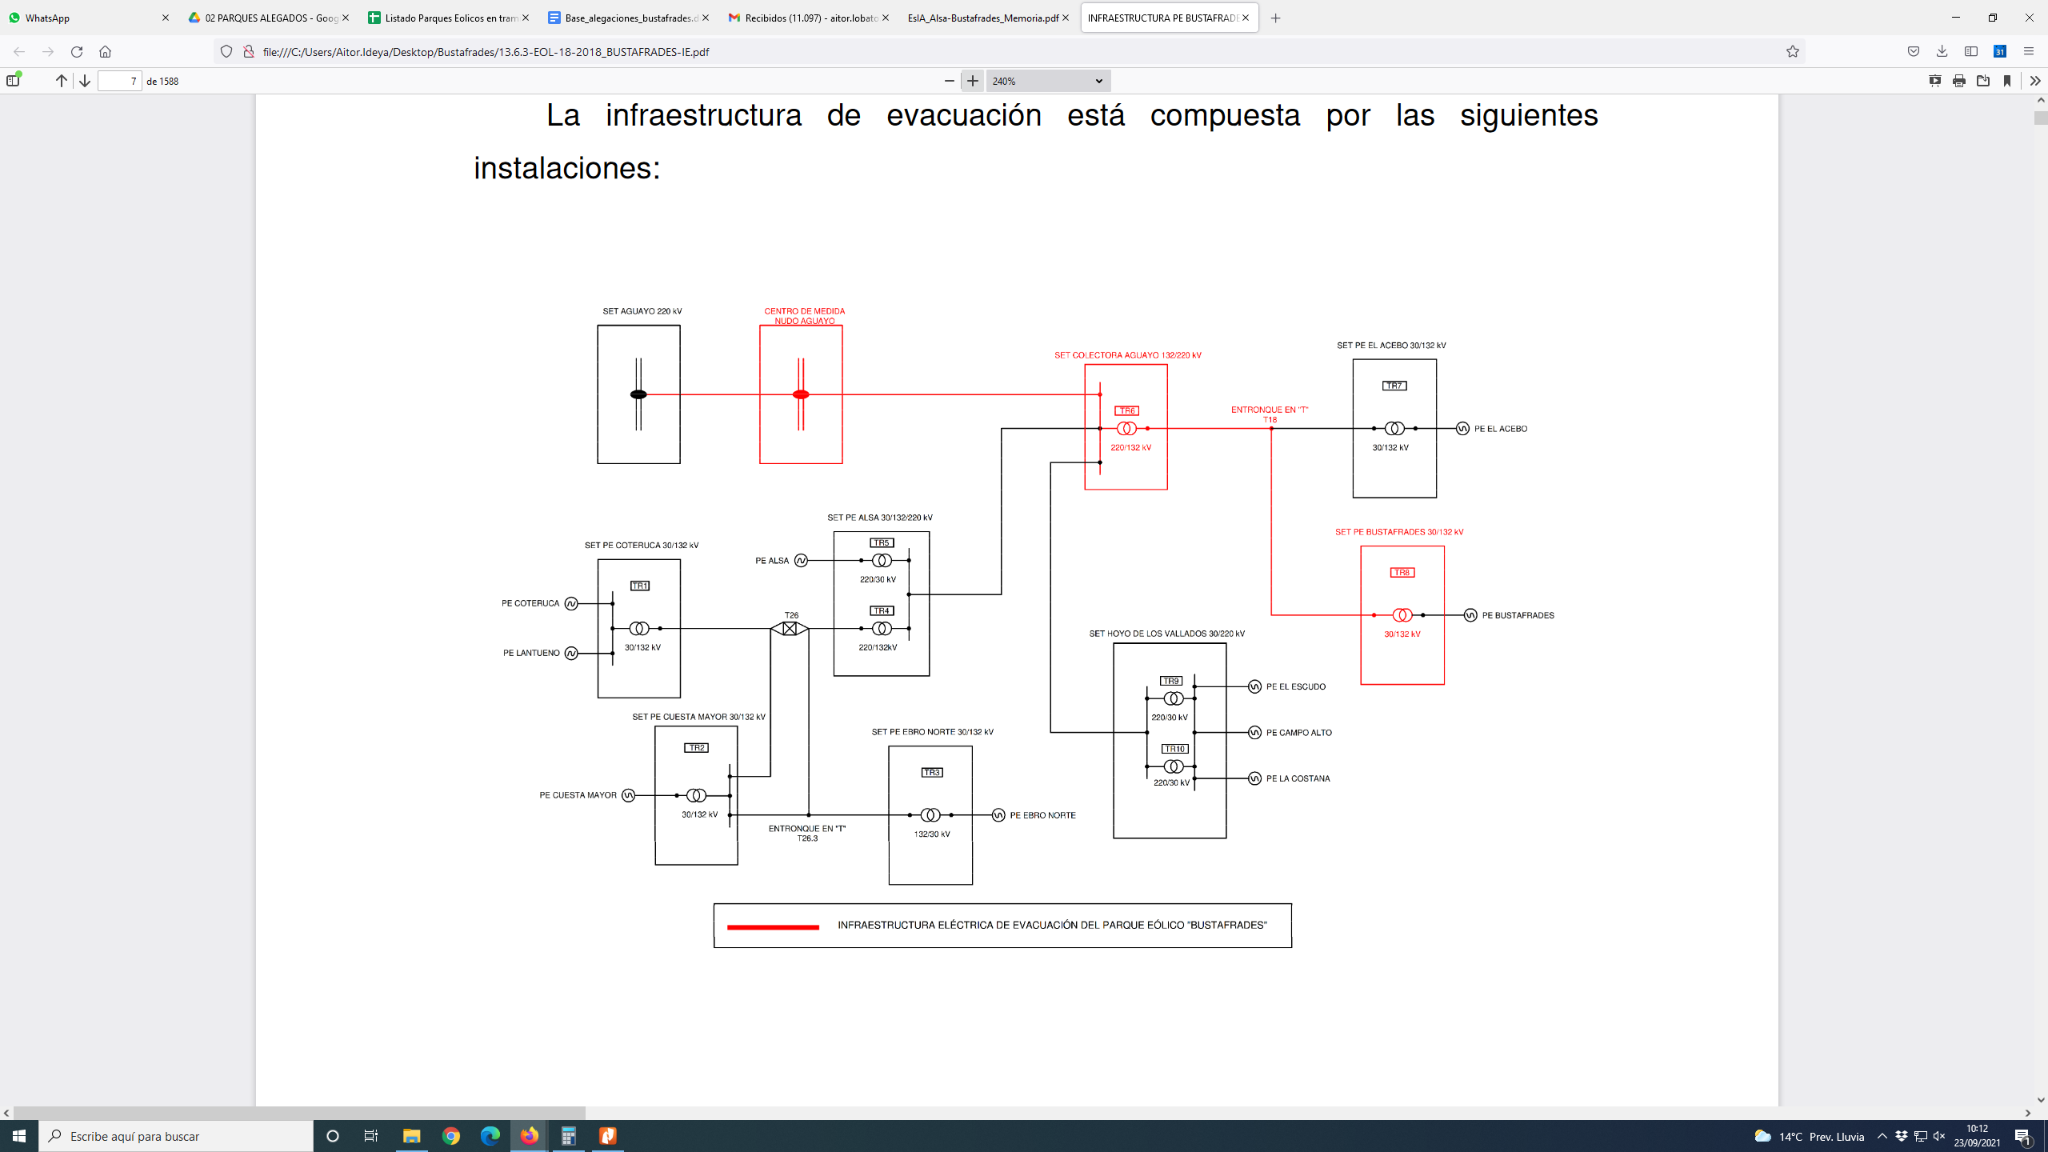 WhatsApp
02 PARQUES ALEGADOS - Goog
Listado Parques Eolicos en tram
Base_alegaciones_bustafrades.d
Recibidos (11.097) - aitor.lobato
EsIA_Alsa-Bustafrades_Memoria.pdf
INFRAESTRUCTURA PE BUSTAFRADE
file:///C:/Users/Aitor.Ideya/Desktop/Bustafrades/13.6.3-EOL-18-2018_BUSTAFRADES-IE.pdf
31
7 de 1588
240%
La infraestructura de evacuación está compuesta por las siguientes
instalaciones:
SET AGUAYO 220 kV
CENTRO DE MEDIDA
NUDO AGUAYO
SET COLECTORA AGUAYO 132/220 kV
TR6
220/132 kV
ENTRONQUE EN "T"
T18
SET PE EL ACEBO 30/132 kV
TR7
30/132 kV
PE EL ACEBO
SET PE ALSA 30/132/220 kV
TR5
PE ALSA
220/30 kV
TR4
220/132kV
SET PE BUSTAFRADES 30/132 kV
TR8
30/132 kV
PE BUSTAFRADES
SET PE COTERUCA 30/132 kV
TR1
PE COTERUCA
30/132 kV
PE LANTUENO
T26
SET HOYO DE LOS VALLADOS 30/220 kV
TR9
220/30 kV
TR10
220/30 kV
PE EL ESCUDO
PE CAMPO ALTO
PE LA COSTANA
SET PE CUESTA MAYOR 30/132 kV
TR2
PE CUESTA MAYOR
30/132 kV
ENTRONQUE EN "T"
T26.3
SET PE EBRO NORTE 30/132 kV
TR3
132/30 kV
PE EBRO NORTE
INFRAESTRUCTURA ELÉCTRICA DE EVACUACIÓN DEL PARQUE EÓLICO "BUSTAFRADES"
Escribe aquí para buscar
14°C Prev. Lluvia
10:12
23/09/2021
1